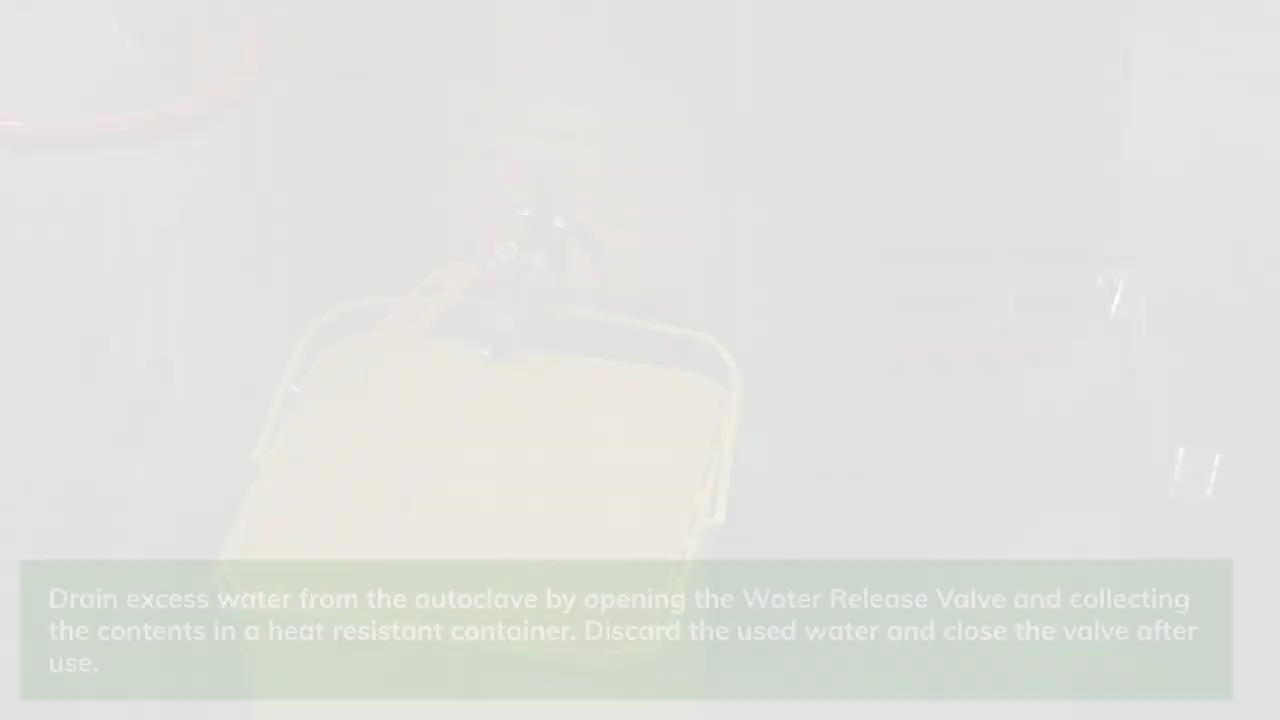 Drain excess water from the autoclave by opening the Water Release Valve and collecting
the contents in a heat resistant container. Discard the used water and close the valve after
use.